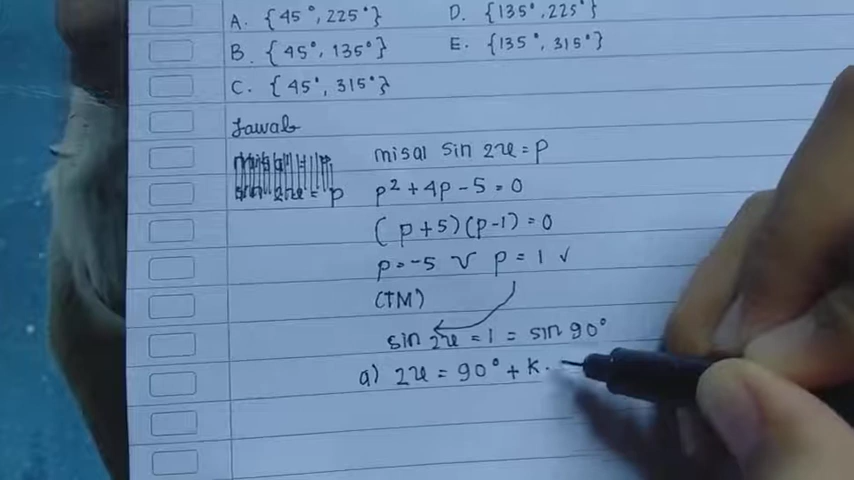 A. {45°, 225°} D. {135°, 225°}
B. {45°, 135°} E. {135°, 315°}
C. {45°, 315°}
Jawab
misal sin 2x = p
p² + 4p - 5 = 0
(p+5)(p-1) = 0
p = -5 ∨ p = 1 ✓
(TM)
sin 2x = 1 = sin 90°
a) 2x = 90° + k.